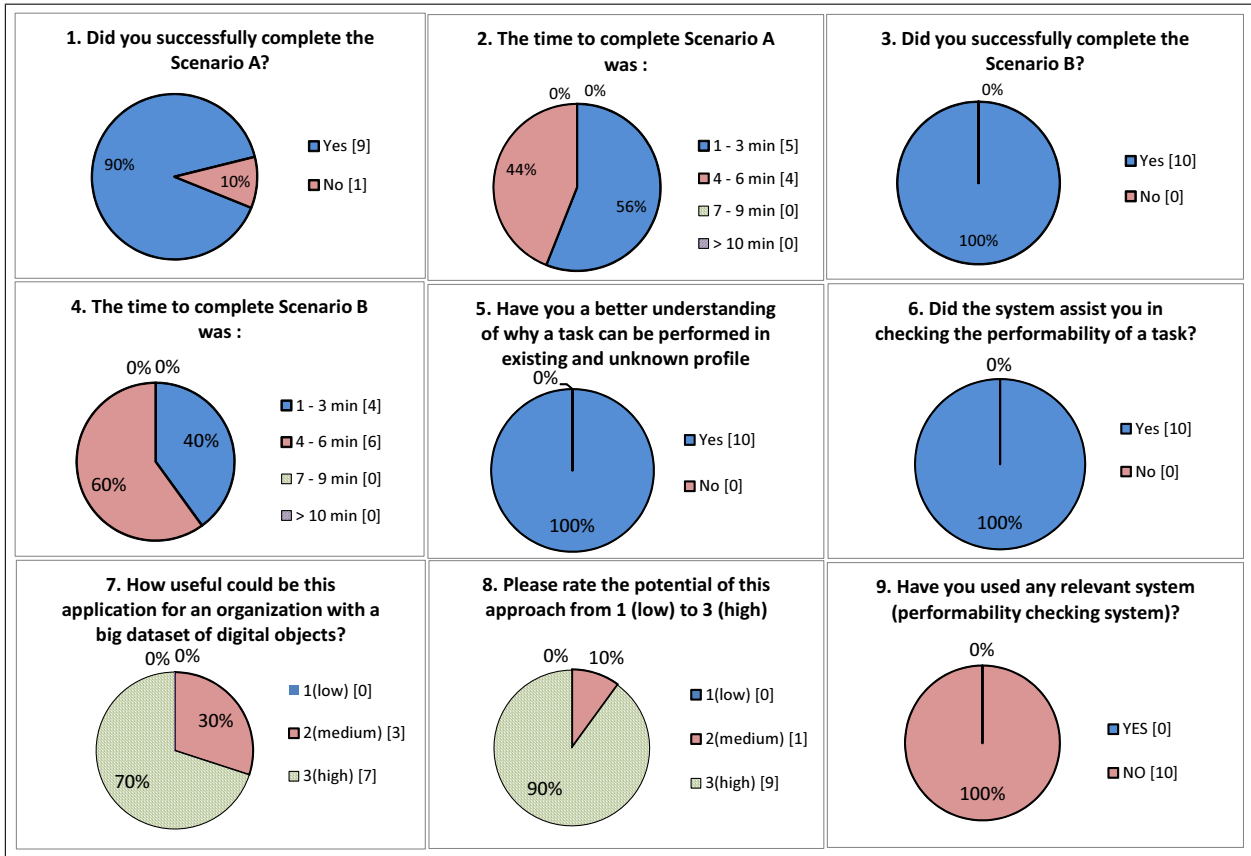 1. Did you successfully complete the
Scenario A?
90%
10%
Yes [9]
No [1]
2. The time to complete Scenario A
was :
0% 0%
44%
56%
1 - 3 min [5]
4 - 6 min [4]
7 - 9 min [0]
> 10 min [0]
3. Did you successfully complete the
Scenario B?
0%
100%
Yes [10]
No [0]
4. The time to complete Scenario B
was :
0% 0%
40%
60%
1 - 3 min [4]
4 - 6 min [6]
7 - 9 min [0]
> 10 min [0]
5. Have you a better understanding
of why a task can be performed in
existing and unknown profile
0%
100%
Yes [10]
No [0]
6. Did the system assist you in
checking the performability of a task?
0%
100%
Yes [10]
No [0]
7. How useful could be this
application for an organization with a
big dataset of digital objects?
0% 0%
30%
70%
1(low) [0]
2(medium) [3]
3(high) [7]
8. Please rate the potential of this
approach from 1 (low) to 3 (high)
0% 10%
90%
1(low) [0]
2(medium) [1]
3(high) [9]
9. Have you used any relevant system
(performability checking system)?
0%
100%
YES [0]
NO [10]